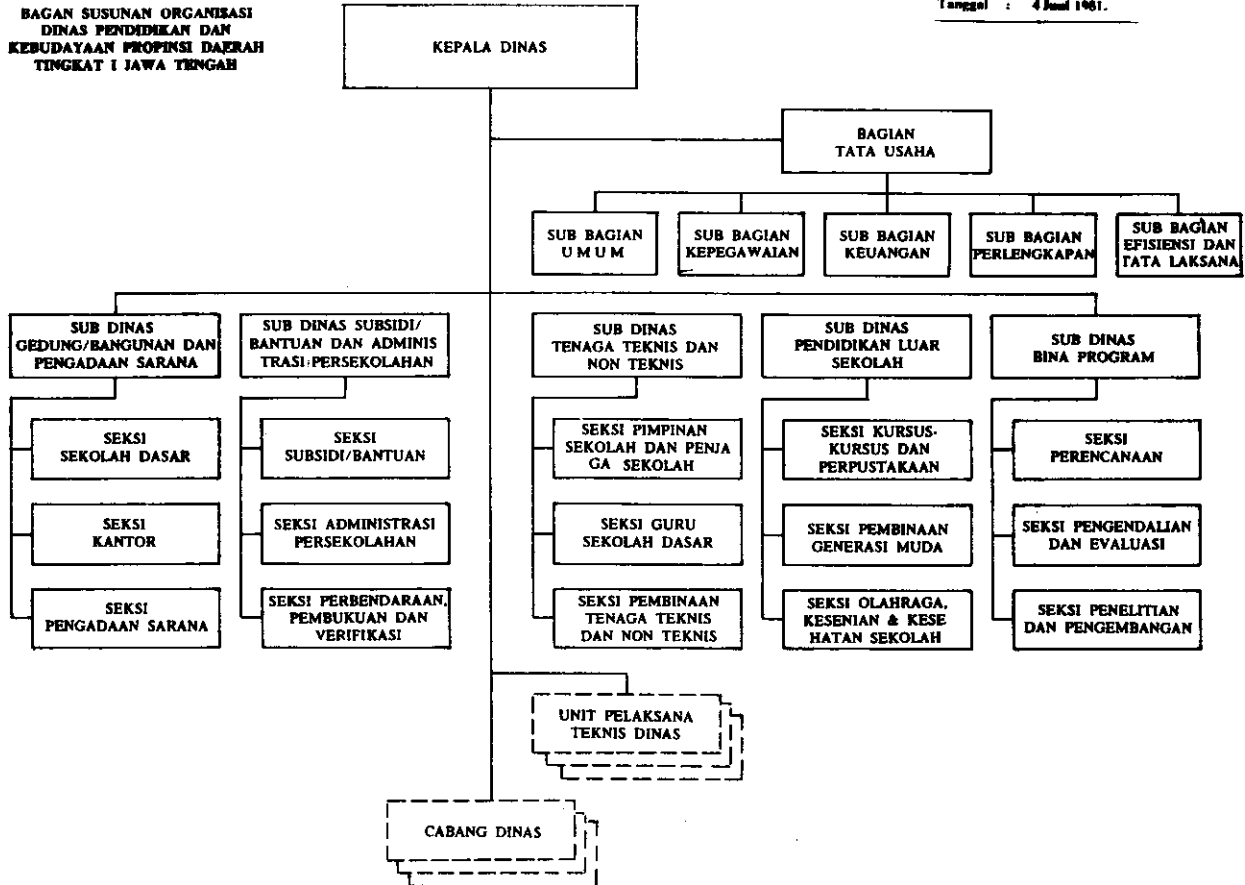 BAGAN SUSUNAN ORGANISASI
DINAS PENDIDIKAN DAN
KEBUDAYAAN PROPINSI DAERAH
TINGKAT I JAWA TENGAH
Tanggal : 4 Juni 1981.
KEPALA DINAS
BAGIAN
TATA USAHA
SUB BAGIAN
U M U M
SUB BAGIAN
KEPEGAWAIAN
SUB BAGIAN
KEUANGAN
SUB BAGIAN
PERLENGKAPAN
SUB BAGIAN
EFISIENSI DAN
TATA LAKSANA
SUB DINAS
GEDUNG/BANGUNAN DAN
PENGADAAN SARANA
SUB DINAS SUBSIDI/
BANTUAN DAN ADMINIS
TRASI PERSEKOLAHAN
SUB DINAS
TENAGA TEKNIS DAN
NON TEKNIS
SUB DINAS
PENDIDIKAN LUAR
SEKOLAH
SUB DINAS
BINA PROGRAM
SEKSI
SEKOLAH DASAR
SEKSI
SUBSIDI/BANTUAN
SEKSI PIMPINAN
SEKOLAH DAN PENJA
GA SEKOLAH
SEKSI KURSUS-
KURSUS DAN
PERPUSTAKAAN
SEKSI
PERENCANAAN
SEKSI
KANTOR
SEKSI ADMINISTRASI
PERSEKOLAHAN
SEKSI GURU
SEKOLAH DASAR
SEKSI PEMBINAAN
GENERASI MUDA
SEKSI PENGENDALIAN
DAN EVALUASI
SEKSI
PENGADAAN SARANA
SEKSI PERBENDARAAN,
PEMBUKUAN DAN
VERIFIKASI
SEKSI PEMBINAAN
TENAGA TEKNIS
DAN NON TEKNIS
SEKSI OLAHRAGA,
KESENIAN & KESE
HATAN SEKOLAH
SEKSI PENELITIAN
DAN PENGEMBANGAN
UNIT PELAKSANA
TEKNIS DINAS
CABANG DINAS